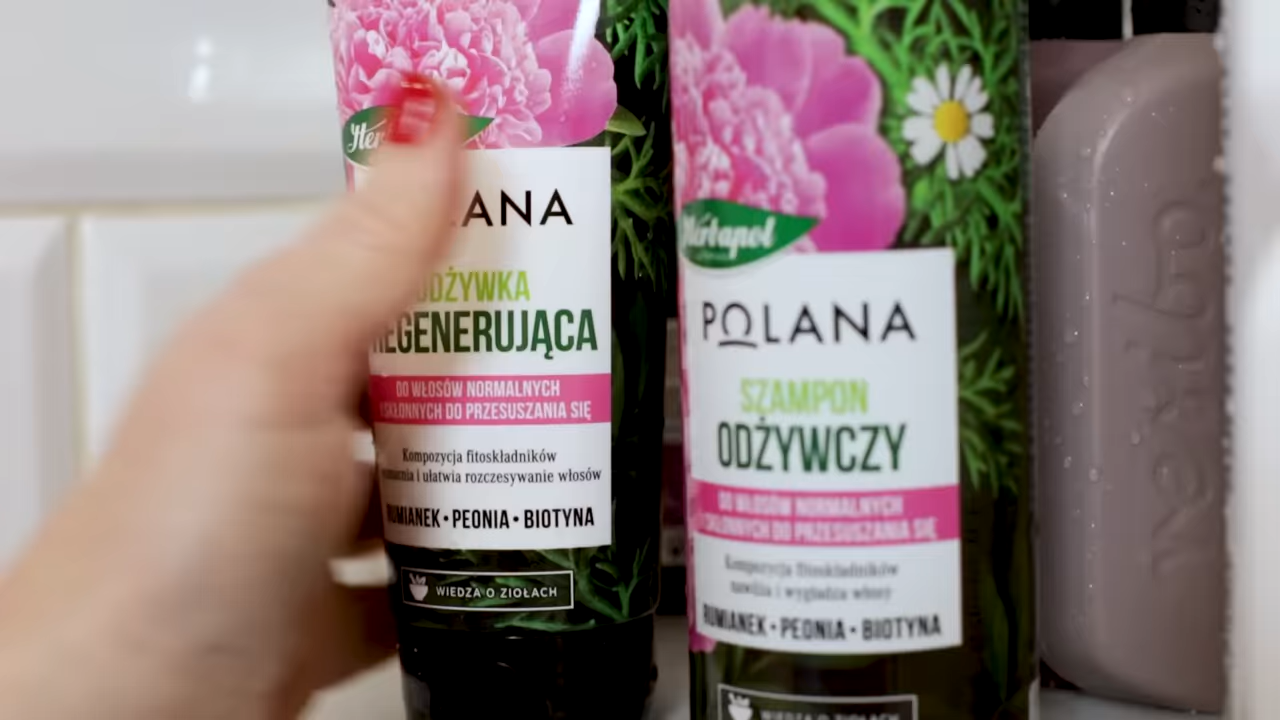 LANA
ODŻYWKA
REGENERUJĄCA
DO WŁOSÓW NORMALNYCH
SKŁONNYCH DO PRZESUSZANIA SIĘ
Kompozycja fitoskładników
i ułatwia rozczesywanie włosów
RUMIANEK • PEONIA • BIOTYNA
WIEDZA O ZIOŁACH
Herbapol
POLANA
SZAMPON
ODŻYWCZY
DO WŁOSÓW NORMALNYCH
SKŁONNYCH DO PRZESUSZANIA SIĘ
Kompozycja fitoskładników
nawilża i wygładza włosy
RUMIANEK • PEONIA • BIOTYNA
WIEDZA O ZIOŁACH